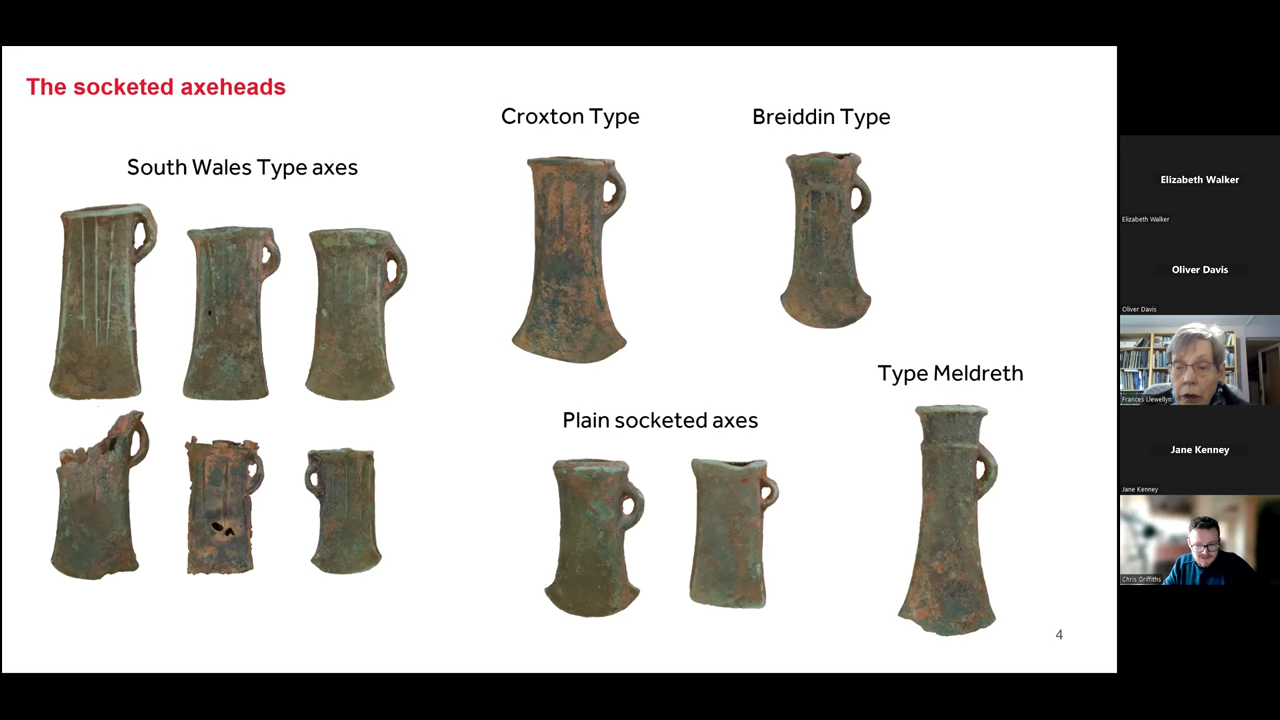 The socketed axeheads
South Wales Type axes
Croxton Type
Breiddin Type
Plain socketed axes
Type Meldreth
4
Elizabeth Walker
Elizabeth Walker
Oliver Davis
Oliver Davis
Frances Llewellyn
Jane Kenney
Jane Kenney
Chris Griffiths